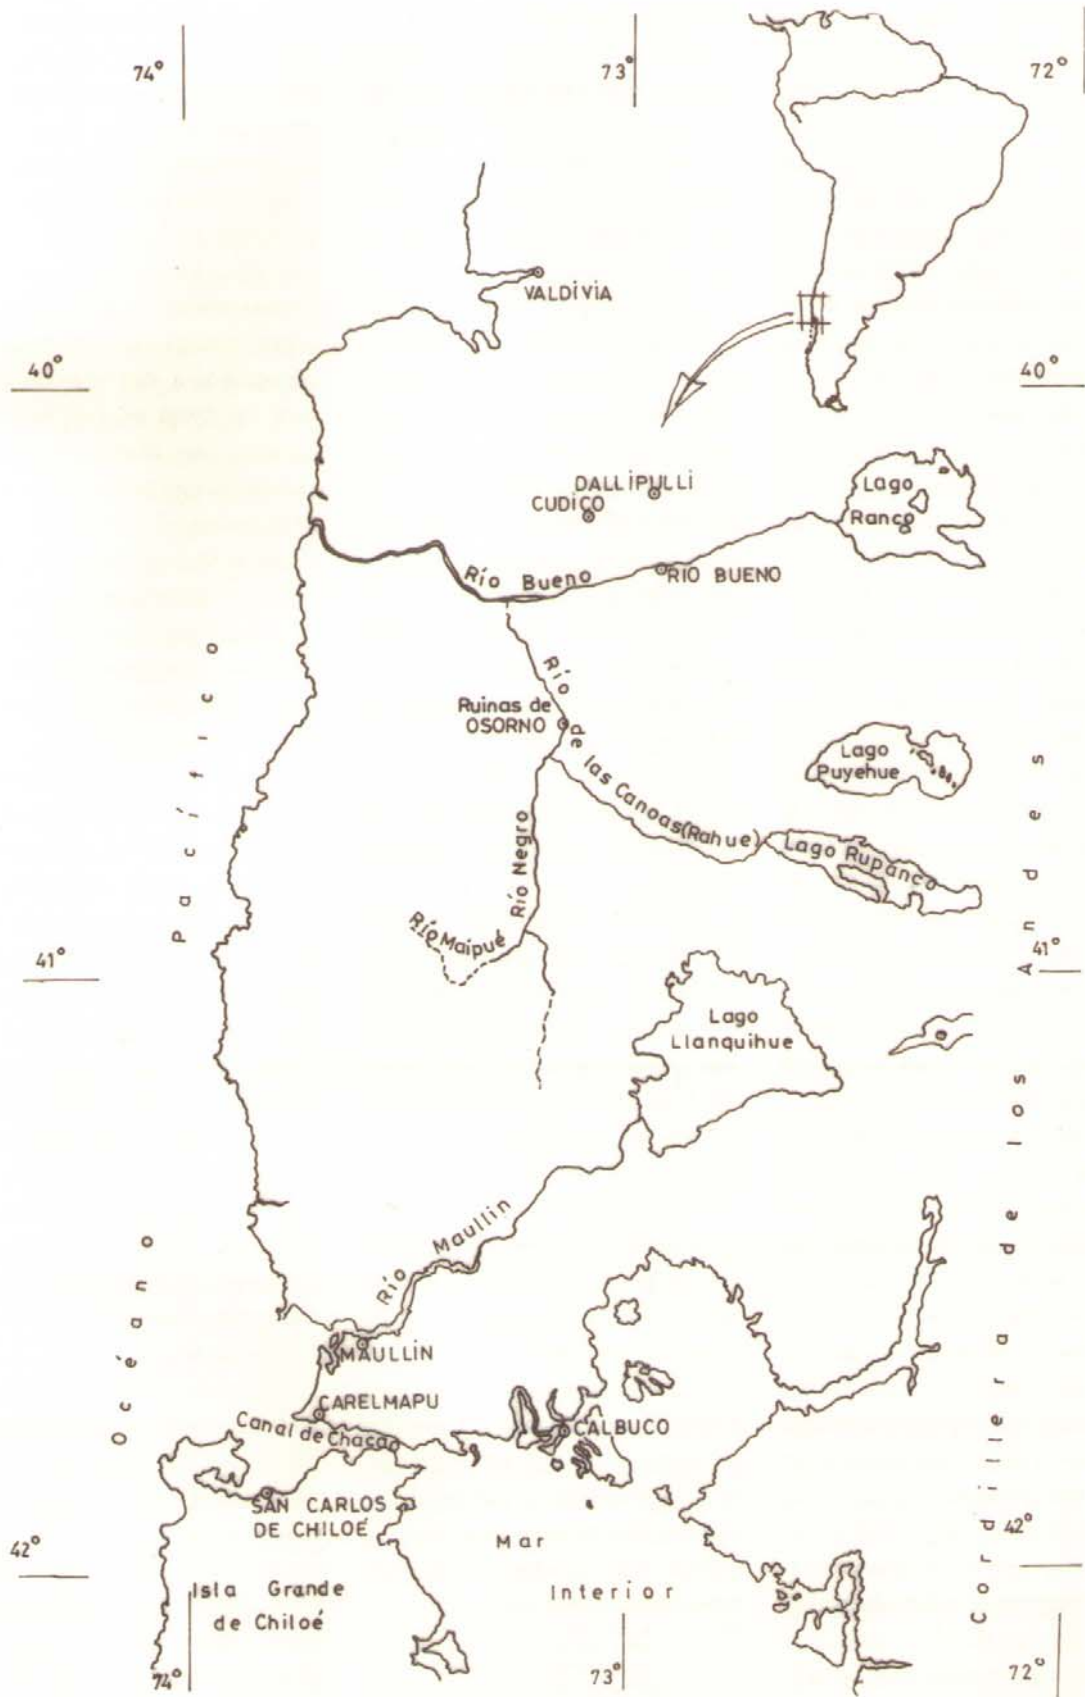 74°
73°
72°
VALDIVIA
40°
40°
DALLIPULLI
CUDICO
Lago
Ranco
Río Bueno
RIO BUENO
Río de las Canoas (Rahue)
Ruinas de
OSORNO
Lago
Puyehue
Lago Rupanco
Río Negro
Río Maipué
41°
41°
Lago
Llanquihue
Río Maullin
MAULLÍN
CARELMAPU
Canal de Chacao
CALBUCO
SAN CARLOS
DE CHILOÉ
Mar
Interior
Isla Grande
de Chiloé
Océano Pacífico
Cordillera de los Andes
42°
42°
74°
73°
72°